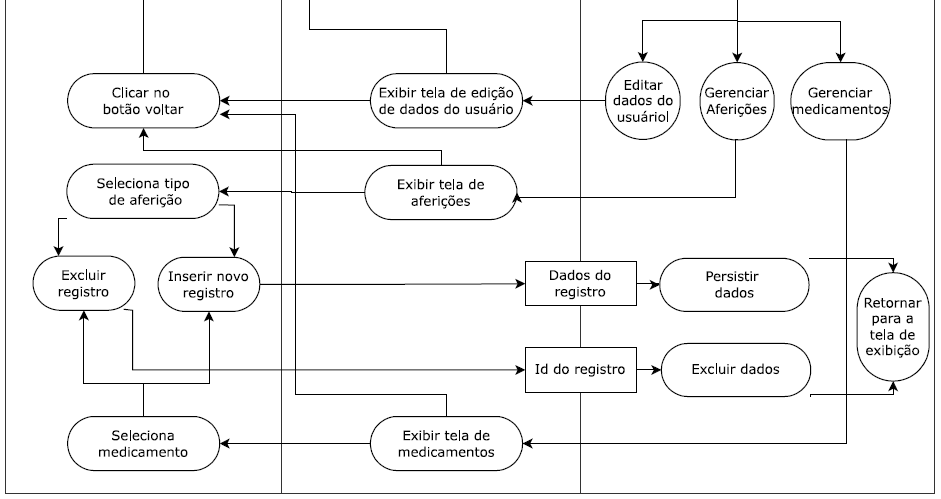 Clicar no
botão voltar
Exibir tela de edição
de dados do usuário
Editar
dados do
usuáriol
Gerenciar
Aferições
Gerenciar
medicamentos
Seleciona tipo
de aferição
Exibir tela de
aferições
Excluir
registro
Inserir novo
registro
Dados do
registro
Persistir
dados
Retornar
para a
tela de
exibição
Id do registro
Excluir dados
Seleciona
medicamento
Exibir tela de
medicamentos